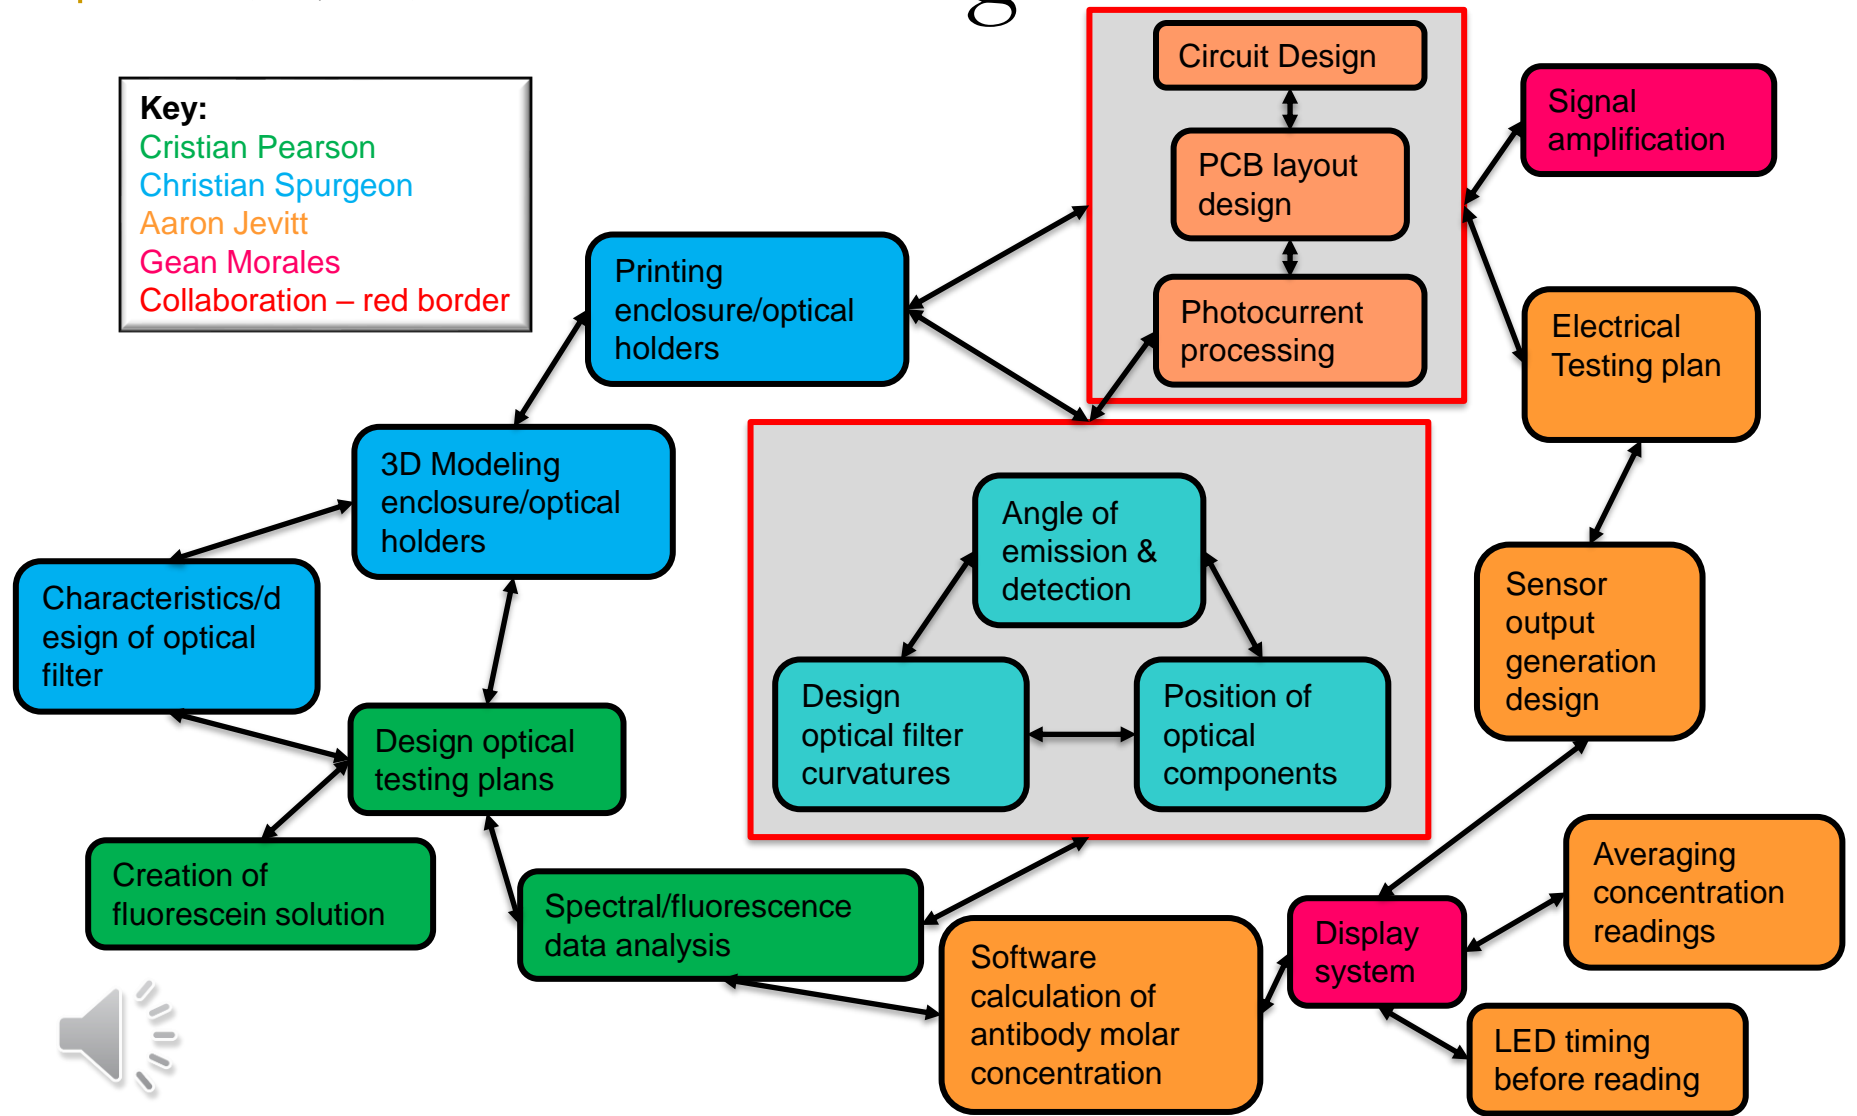 Key:
Cristian Pearson
Christian Spurgeon
Aaron Jevitt
Gean Morales
Collaboration – red border
Circuit Design
PCB layout
design
Photocurrent
processing
Signal
amplification
Printing
enclosure/optical
holders
Electrical
Testing plan
3D Modeling
enclosure/optical
holders
Angle of
emission &
detection
Characteristics/d
esign of optical
filter
Sensor
output
generation
design
Design
optical filter
curvatures
Position of
optical
components
Design optical
testing plans
Creation of
fluorescein solution
Spectral/fluorescence
data analysis
Software
calculation of
antibody molar
concentration
Display
system
Averaging
concentration
readings
LED timing
before reading